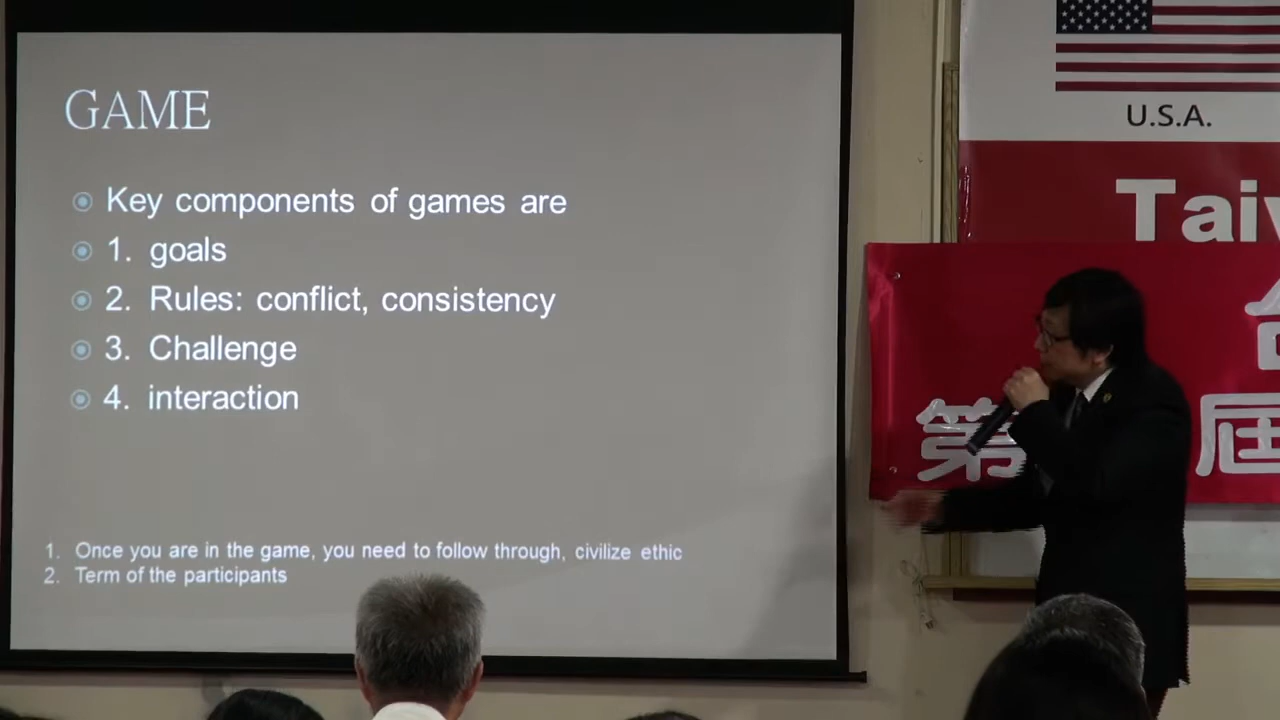 GAME
Key components of games are
1. goals
2. Rules: conflict, consistency
3. Challenge
4. interaction
1. Once you are in the game, you need to follow through, civilize ethic
2. Term of the participants
U.S.A.
Tai
第 屆